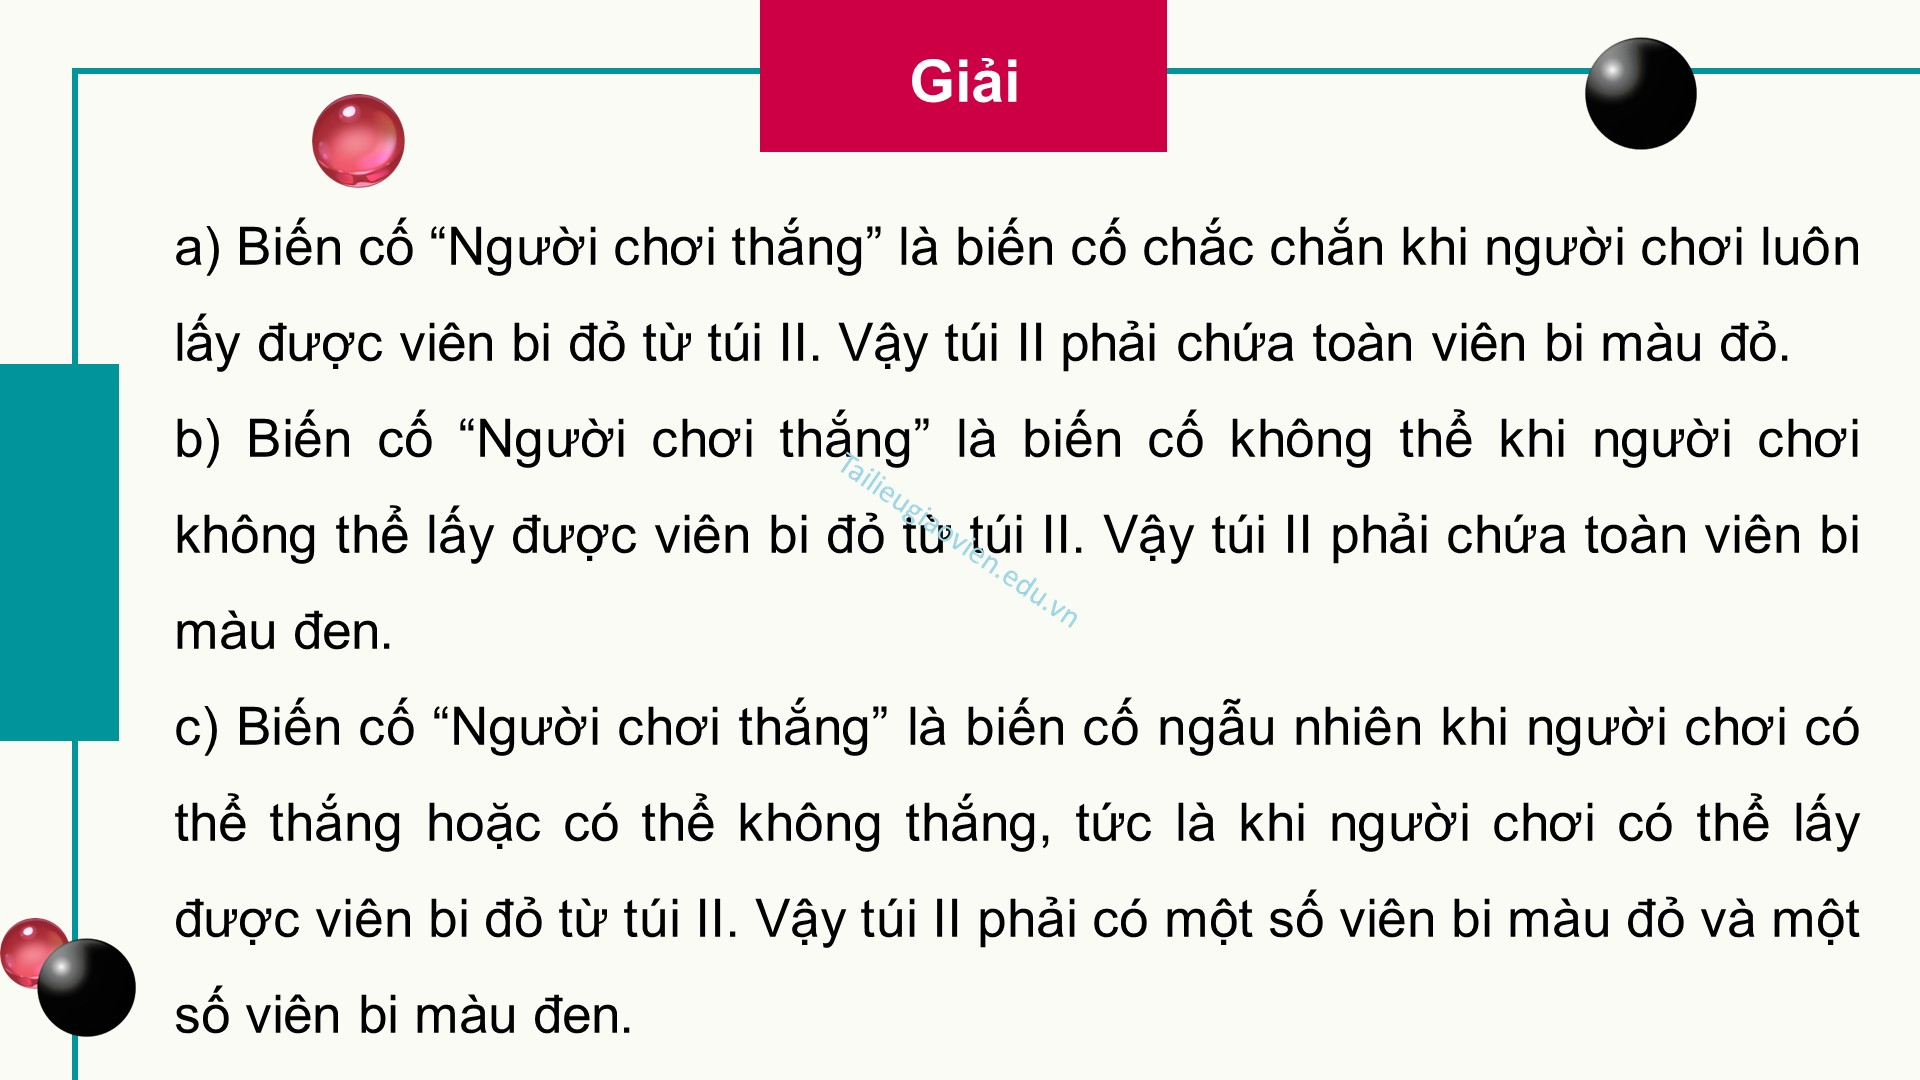 Giải
a) Biến cố “Người chơi thắng” là biến cố chắc chắn khi người chơi luôn
lấy được viên bi đỏ từ túi II. Vậy túi II phải chứa toàn viên bi màu đỏ.
b) Biến cố “Người chơi thắng” là biến cố không thể khi người chơi
không thể lấy được viên bi đỏ từ túi II. Vậy túi II phải chứa toàn viên bi
màu đen.
c) Biến cố “Người chơi thắng” là biến cố ngẫu nhiên khi người chơi có
thể thắng hoặc có thể không thắng, tức là khi người chơi có thể lấy
được viên bi đỏ từ túi II. Vậy túi II phải có một số viên bi màu đỏ và một
số viên bi màu đen.
Tailieugiaovien.edu.vn